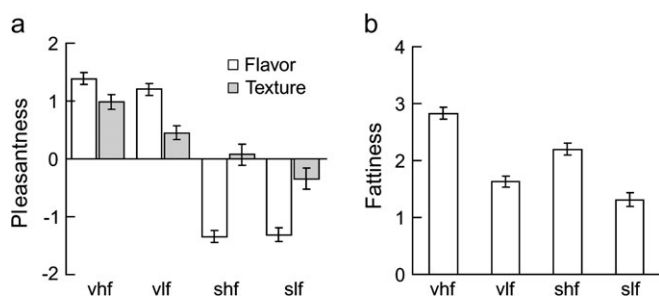 a
Pleasantness
2
1
0
-1
-2
Flavor
Texture
vhf
vlf
shf
slf
b
Fattiness
4
3
2
1
0
vhf
vlf
shf
slf